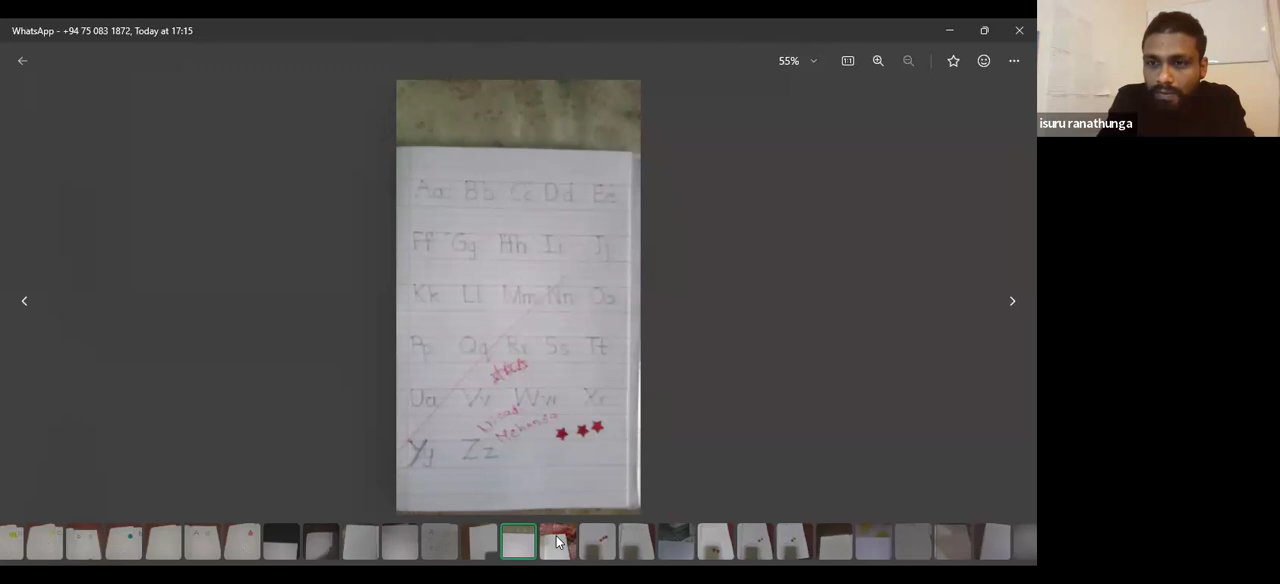 WhatsApp - +94 75 083 1872, Today at 17:15
55%
isuru ranathunga
Aa Bb Cc Dd Ee
Ff Gg Hh Ii Jj
Kk Ll Mm Nn Oo
Pp Qq Rr Ss Tt
Uu Vv Ww Xx
Yy Zz